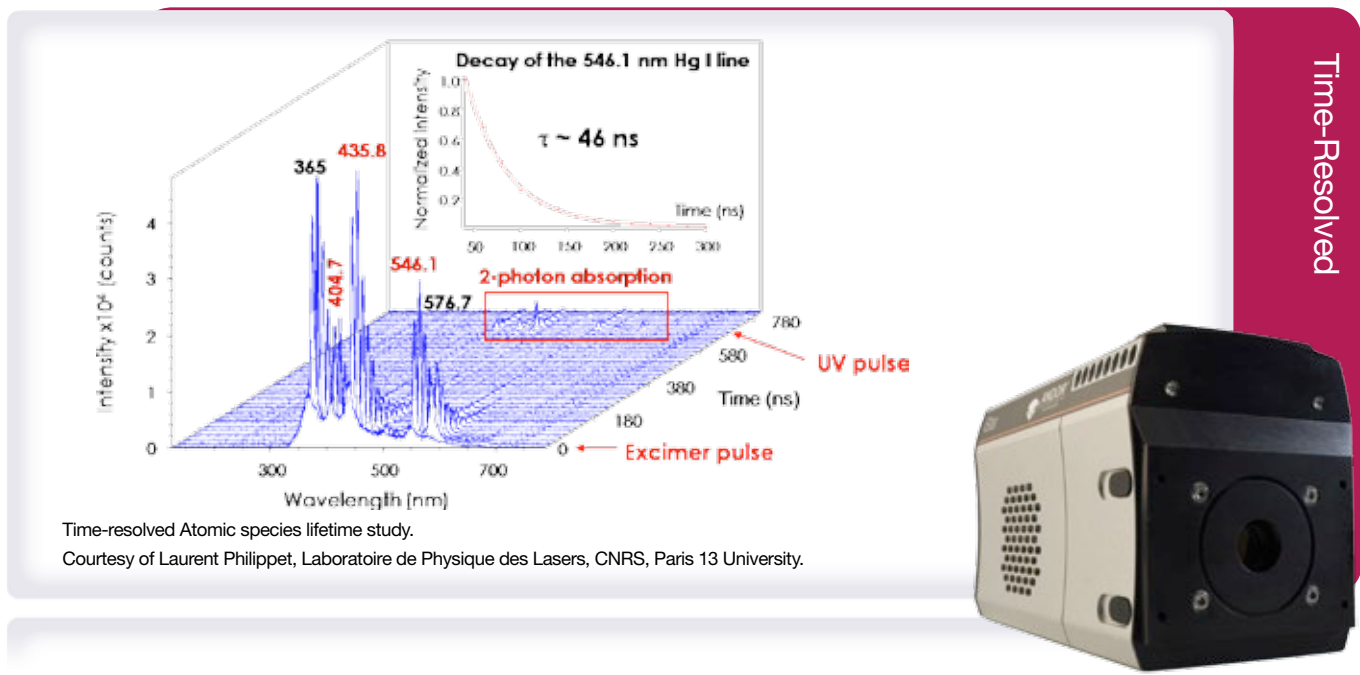 Time-Resolved
Decay of the 546.1 nm Hg I line
Normalized Intensity
1.0
0.8
0.6
0.4
0.2
τ ~ 46 ns
Time (ns)
50 100 150 200 250 300
365
435.8
404.7
546.1
576.7
2-photon absorption
Intensity x10⁴ (counts)
4
3
2
1
0
300 500 700
Wavelength (nm)
0
180
380
580
780
Time (ns)
UV pulse
Excimer pulse
ANDOR
Time-resolved Atomic species lifetime study.
Courtesy of Laurent Philippet, Laboratoire de Physique des Lasers, CNRS, Paris 13 University.